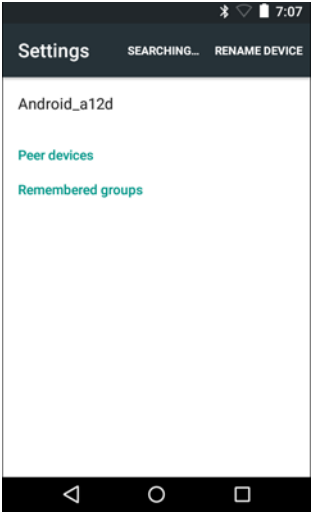 7:07
Settings SEARCHING... RENAME DEVICE
Android_a12d
Peer devices
Remembered groups